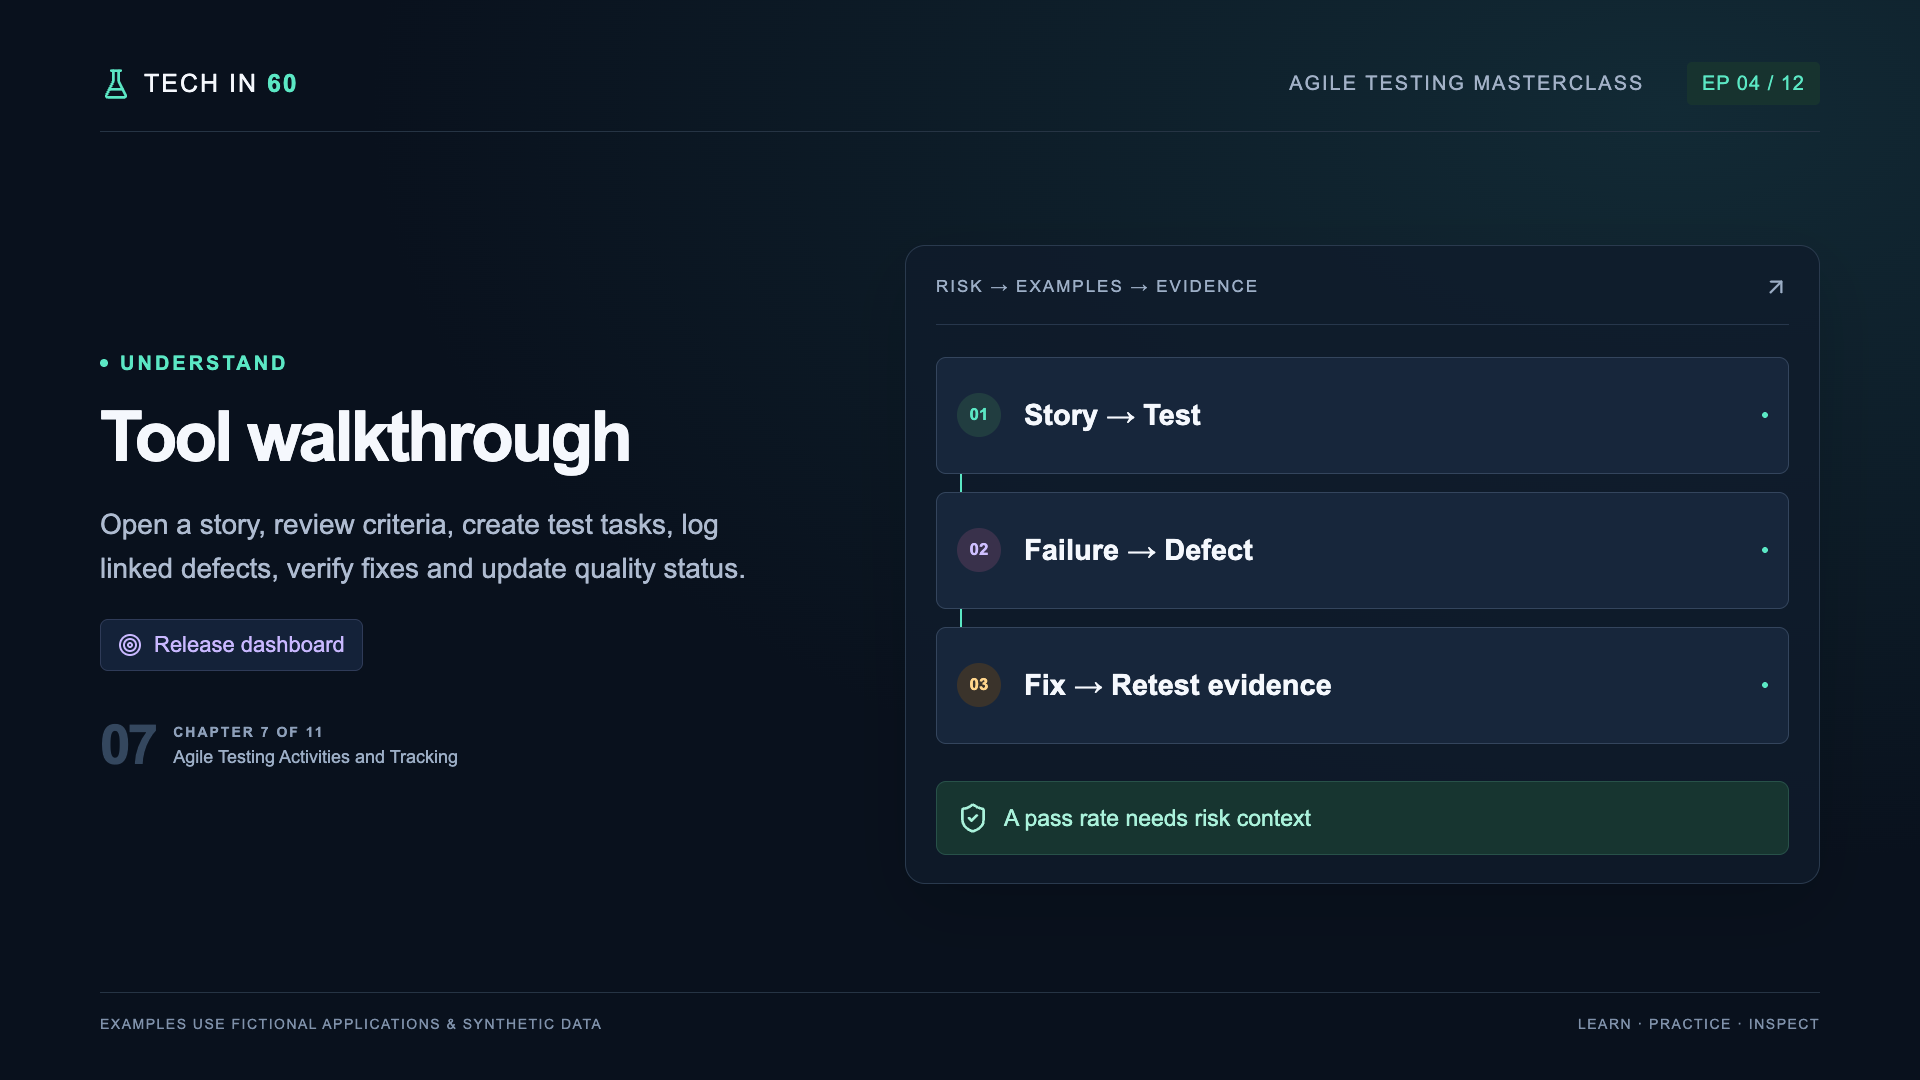 TECH IN 60
AGILE TESTING MASTERCLASS
EP 04 / 12
UNDERSTAND
Tool walkthrough
Open a story, review criteria, create test tasks, log
linked defects, verify fixes and update quality status.
Release dashboard
07
CHAPTER 7 OF 11
Agile Testing Activities and Tracking
RISK → EXAMPLES → EVIDENCE
01
Story → Test
02
Failure → Defect
03
Fix → Retest evidence
A pass rate needs risk context
EXAMPLES USE FICTIONAL APPLICATIONS & SYNTHETIC DATA
LEARN · PRACTICE · INSPECT